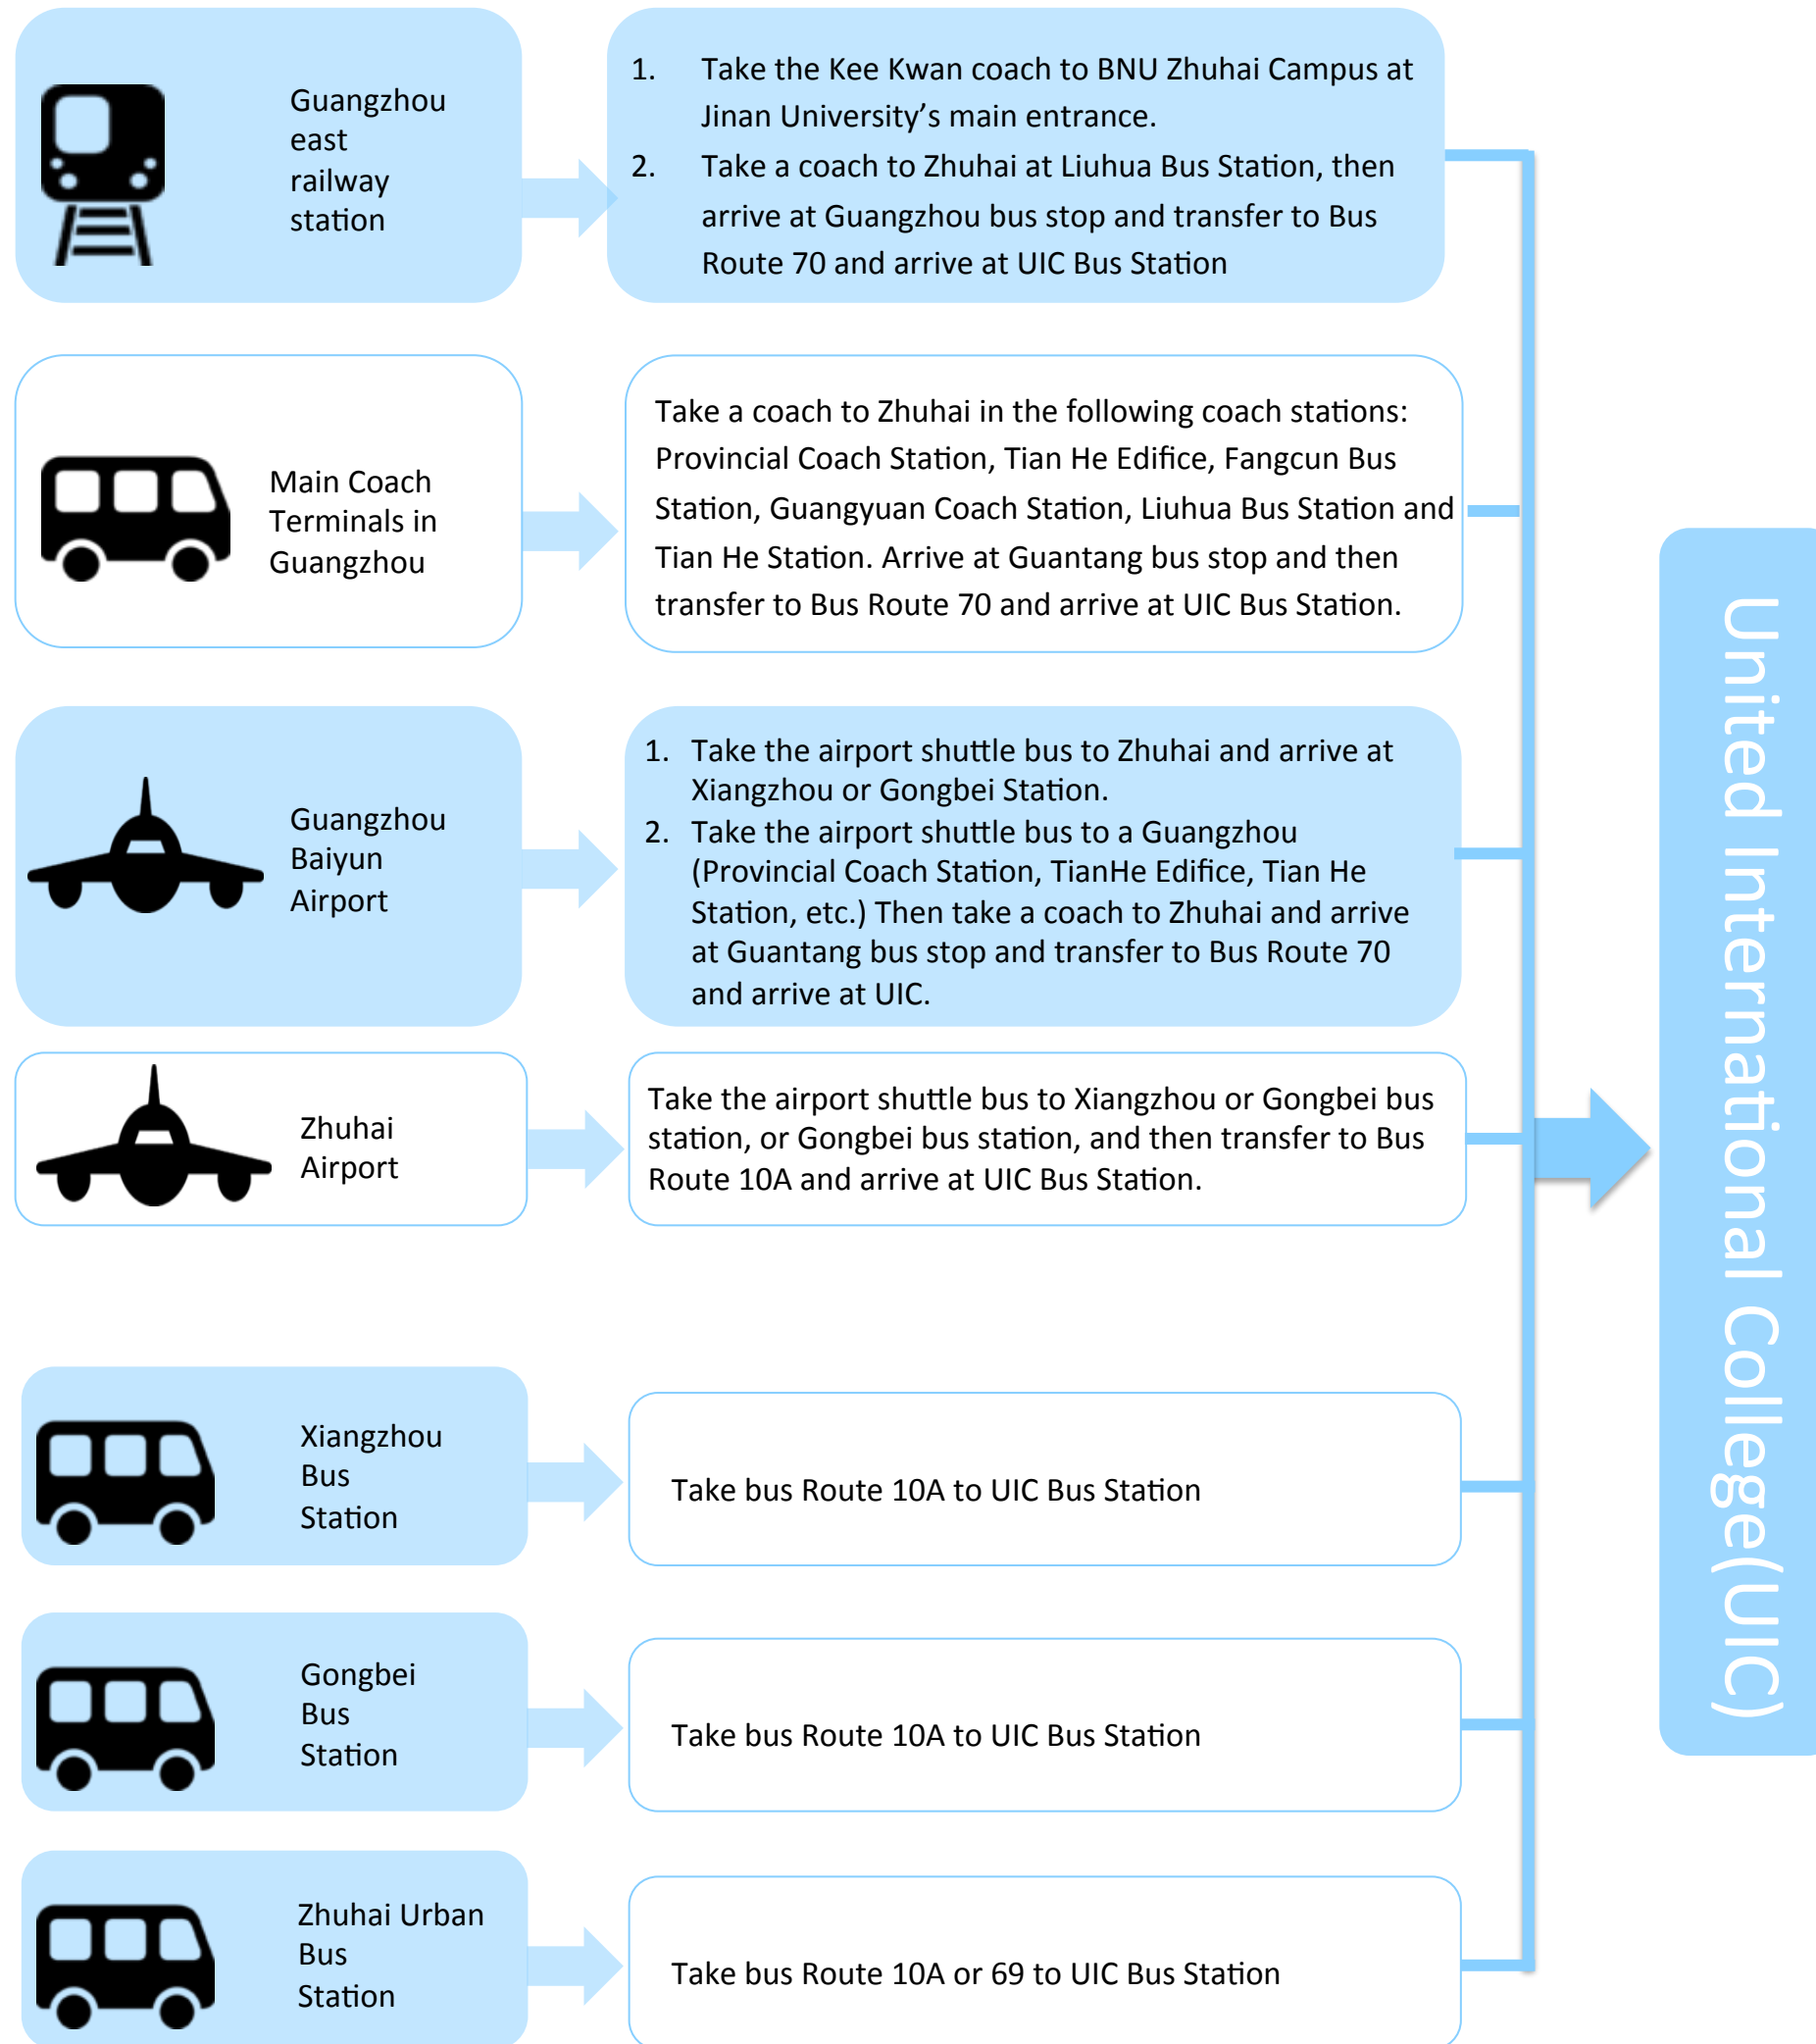 Guangzhou
east
railway
station
1. Take the Kee Kwan coach to BNU Zhuhai Campus at
Jinan University’s main entrance.
2. Take a coach to Zhuhai at Liuhua Bus Station, then
arrive at Guangzhou bus stop and transfer to Bus
Route 70 and arrive at UIC Bus Station
Main Coach
Terminals in
Guangzhou
Take a coach to Zhuhai in the following coach stations:
Provincial Coach Station, Tian He Edifice, Fangcun Bus
Station, Guangyuan Coach Station, Liuhua Bus Station and
Tian He Station. Arrive at Guantang bus stop and then
transfer to Bus Route 70 and arrive at UIC Bus Station.
Guangzhou
Baiyun
Airport
1. Take the airport shuttle bus to Zhuhai and arrive at
Xiangzhou or Gongbei Station.
2. Take the airport shuttle bus to a Guangzhou
(Provincial Coach Station, TianHe Edifice, Tian He
Station, etc.) Then take a coach to Zhuhai and arrive
at Guantang bus stop and transfer to Bus Route 70
and arrive at UIC.
Zhuhai
Airport
Take the airport shuttle bus to Xiangzhou or Gongbei bus
station, or Gongbei bus station, and then transfer to Bus
Route 10A and arrive at UIC Bus Station.
Xiangzhou
Bus
Station
Take bus Route 10A to UIC Bus Station
Gongbei
Bus
Station
Take bus Route 10A to UIC Bus Station
Zhuhai Urban
Bus
Station
Take bus Route 10A or 69 to UIC Bus Station
United International College(UIC)